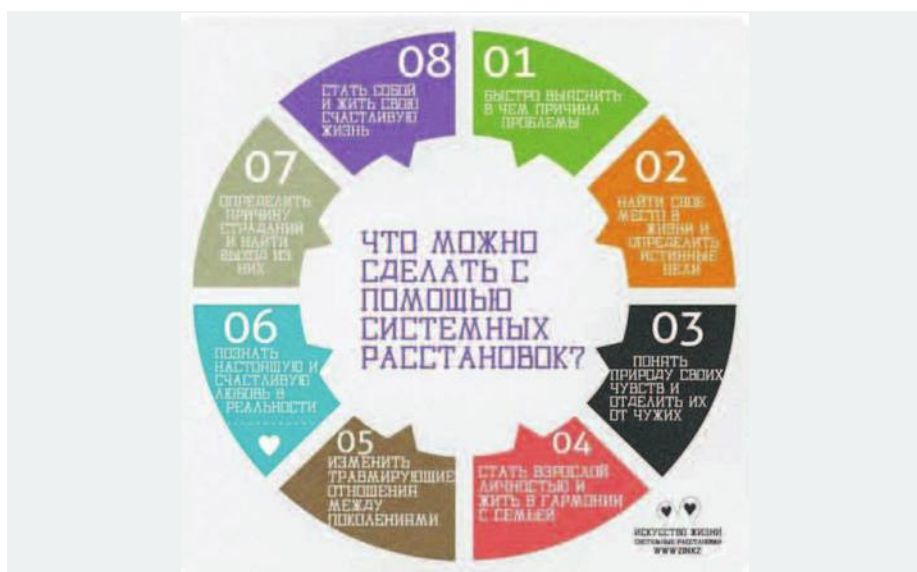 ЧТО МОЖНО
СДЕЛАТЬ С
ПОМОЩЬЮ
СИСТЕМНЫХ
РАССТАНОВОК?
01
БЫСТРО ВЫЯСНИТЬ
В ЧЕМ ПРИЧИНА
ПРОБЛЕМЫ
02
НАЙТИ СВОЕ
МЕСТО В
ЖИЗНИ И
ОПРЕДЕЛИТЬ
ИСТИННЫЕ
ЦЕЛИ
03
ПОНЯТЬ
ПРИРОДУ СВОИХ
ЧУВСТВ И
ОТДЕЛИТЬ ИХ
ОТ ЧУЖИХ
04
СТАТЬ ВЗРОСЛОЙ
ЛИЧНОСТЬЮ И
ЖИТЬ В ГАРМОНИИ
С СЕМЬЕЙ
05
ИЗМЕНИТЬ
ТРАВМИРУЮЩИЕ
ОТНОШЕНИЯ
МЕЖДУ
ПОКОЛЕНИЯМИ
06
ПОЗНАТЬ
НАСТОЯЩУЮ И
СЧАСТЛИВУЮ
ЛЮБОВЬ В
РЕАЛЬНОСТИ
07
ОПРЕДЕЛИТЬ
ПРИЧИНУ
СТРАДАНИЙ
И НАЙТИ
ВЫХОД ИЗ
НИХ
08
СТАТЬ СОБОЙ
И ЖИТЬ СВОЮ
СЧАСТЛИВУЮ
ЖИЗНЬ
ИСКУССТВО ЖИЗНИ
СИСТЕМНЫЕ РАССТАНОВКИ